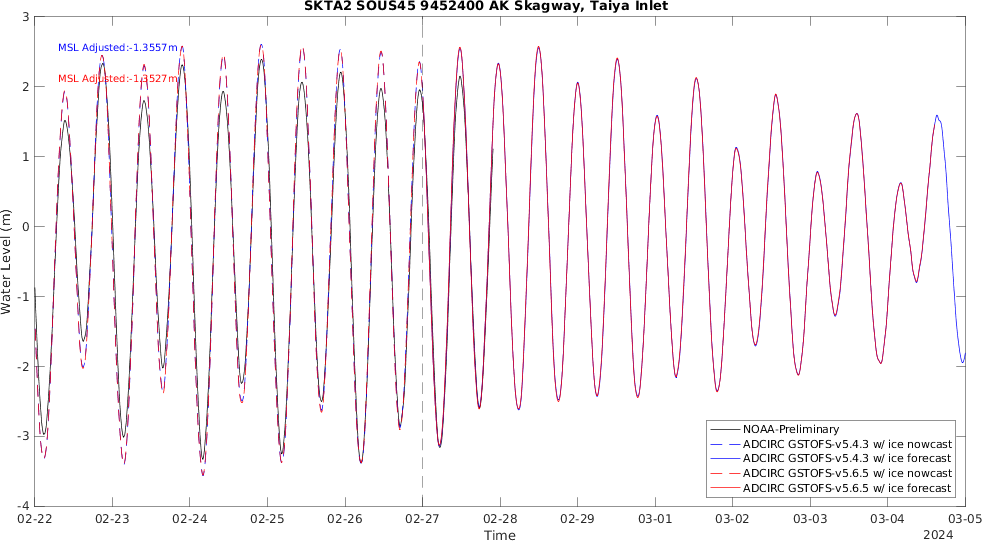 SKTA2 SOUS45 9452400 AK Skagway, Taiya Inlet
3
MSL Adjusted:-1.3557m
MSL Adjusted:-1.3527m
2
1
0
-1
-2
-3
-4
Water Level (m)
NOAA-Preliminary
ADCIRC GSTOFS-v5.4.3 w/ ice nowcast
ADCIRC GSTOFS-v5.4.3 w/ ice forecast
ADCIRC GSTOFS-v5.6.5 w/ ice nowcast
ADCIRC GSTOFS-v5.6.5 w/ ice forecast
02-22 02-23 02-24 02-25 02-26 02-27 02-28 02-29 03-01 03-02 03-03 03-04 03-05
Time
2024